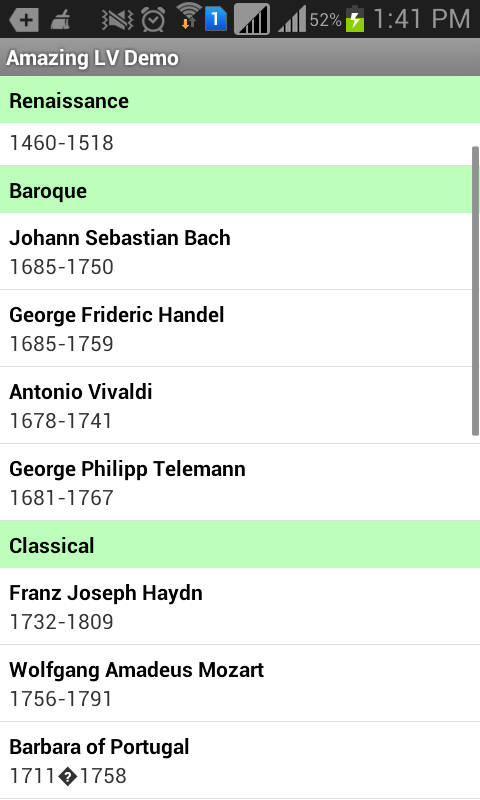 1 52% 1:41 PM
Amazing LV Demo
Renaissance
1460-1518
Baroque
Johann Sebastian Bach
1685-1750
George Frideric Handel
1685-1759
Antonio Vivaldi
1678-1741
George Philipp Telemann
1681-1767
Classical
Franz Joseph Haydn
1732-1809
Wolfgang Amadeus Mozart
1756-1791
Barbara of Portugal
1711�1758